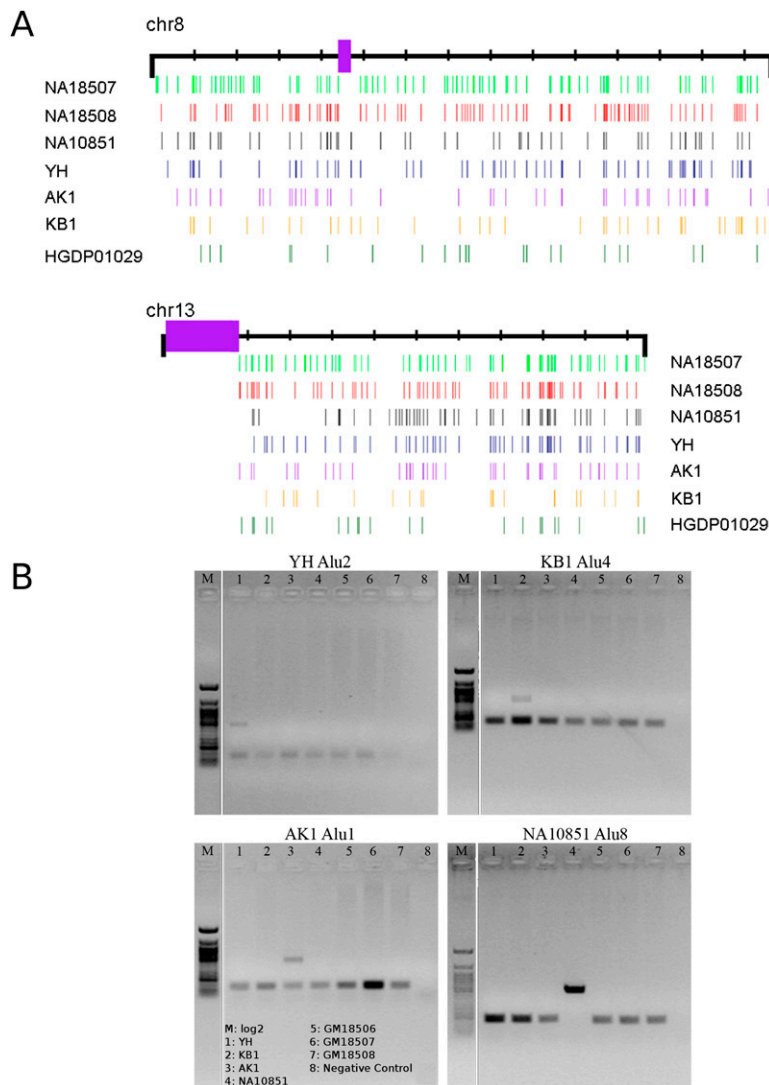 A
chr8
NA18507
NA18508
NA10851
YH
AK1
KB1
HGDP01029
chr13
NA18507
NA18508
NA10851
YH
AK1
KB1
HGDP01029
B
YH Alu2
M 1 2 3 4 5 6 7 8
KB1 Alu4
M 1 2 3 4 5 6 7 8
AK1 Alu1
M 1 2 3 4 5 6 7 8
M: log2
1: YH
2: KB1
3: AK1
4: NA10851
5: GM18506
6: GM18507
7: GM18508
8: Negative Control
NA10851 Alu8
M 1 2 3 4 5 6 7 8